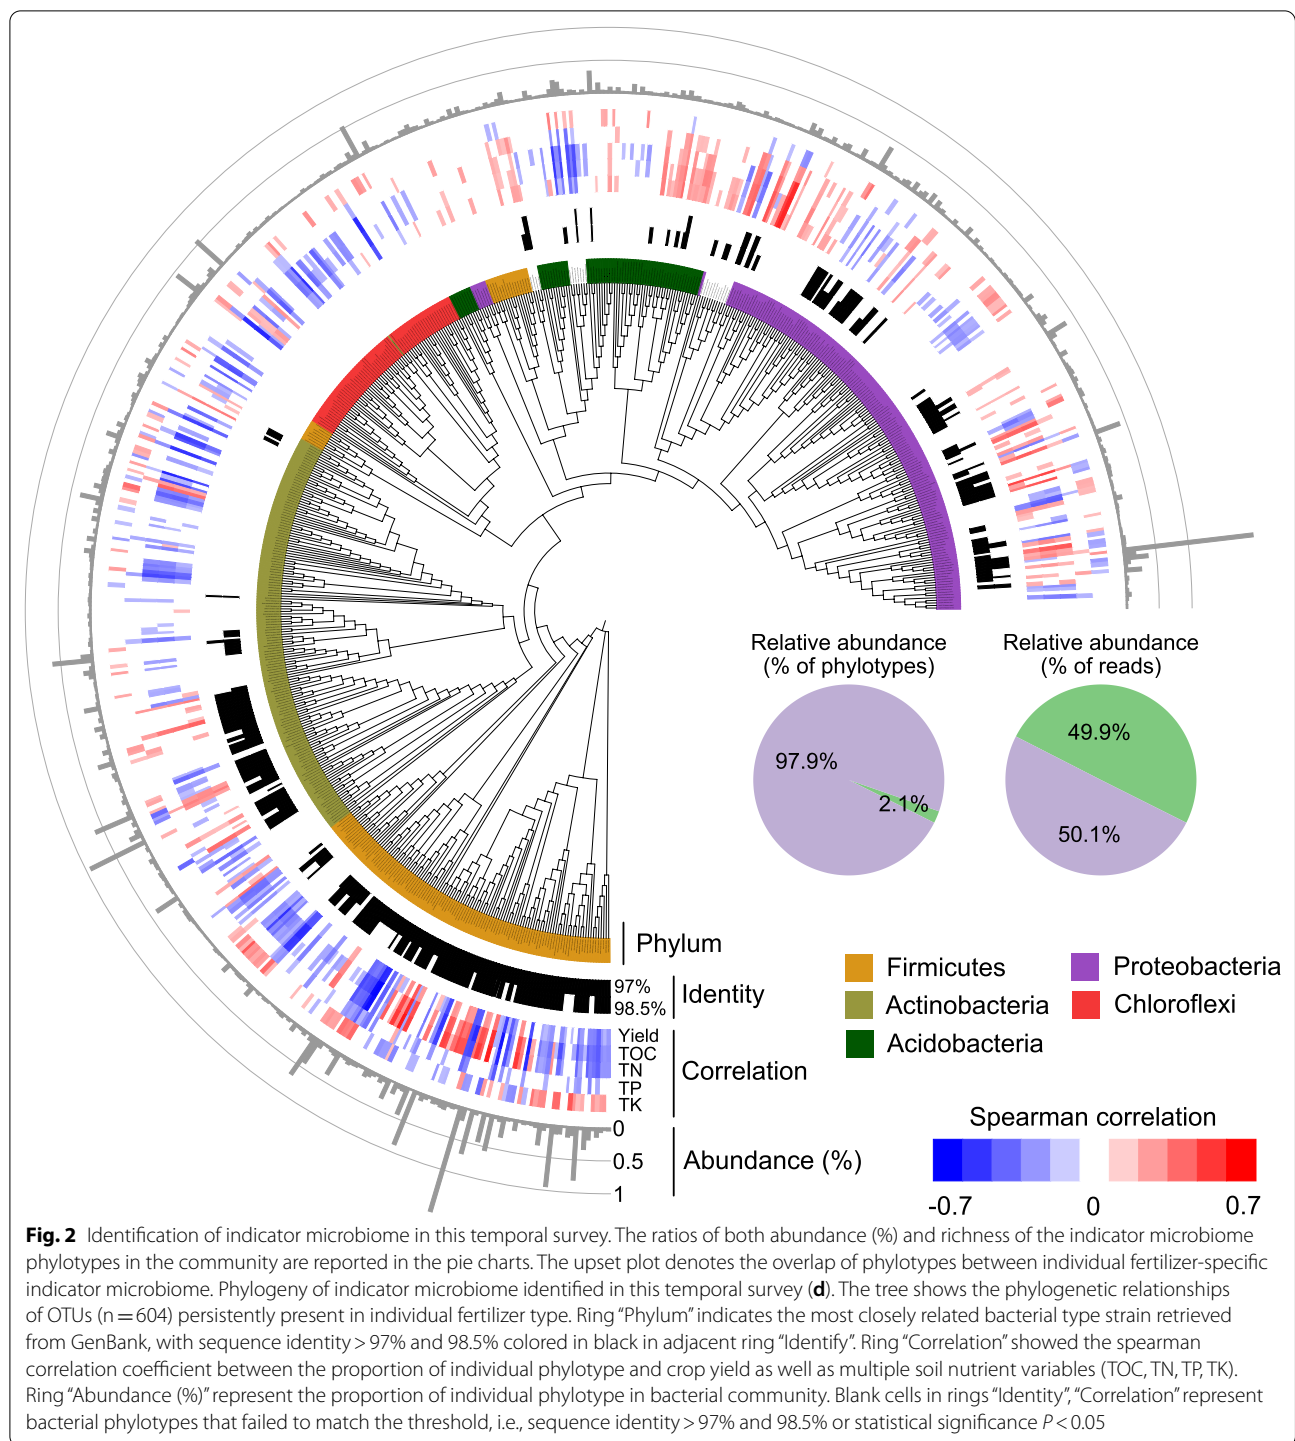 Relative abundance
(% of phylotypes)
Relative abundance
(% of reads)
97.9%
2.1%
49.9%
50.1%
Phylum
97%
98.5%
Identity
Yield
TOC
TN
TP
TK
Correlation
0
0.5
1
Abundance (%)
Firmicutes
Actinobacteria
Acidobacteria
Proteobacteria
Chloroflexi
Spearman correlation
-0.7
0
0.7
Fig. 2 Identification of indicator microbiome in this temporal survey. The ratios of both abundance (%) and richness of the indicator microbiome
phylotypes in the community are reported in the pie charts. The upset plot denotes the overlap of phylotypes between individual fertilizer-specific
indicator microbiome. Phylogeny of indicator microbiome identified in this temporal survey (d). The tree shows the phylogenetic relationships
of OTUs (n = 604) persistently present in individual fertilizer type. Ring “Phylum” indicates the most closely related bacterial type strain retrieved
from GenBank, with sequence identity > 97% and 98.5% colored in black in adjacent ring “Identify”. Ring “Correlation” showed the spearman
correlation coefficient between the proportion of individual phylotype and crop yield as well as multiple soil nutrient variables (TOC, TN, TP, TK).
Ring “Abundance (%)” represent the proportion of individual phylotype in bacterial community. Blank cells in rings “Identity”, “Correlation” represent
bacterial phylotypes that failed to match the threshold, i.e., sequence identity > 97% and 98.5% or statistical significance P < 0.05